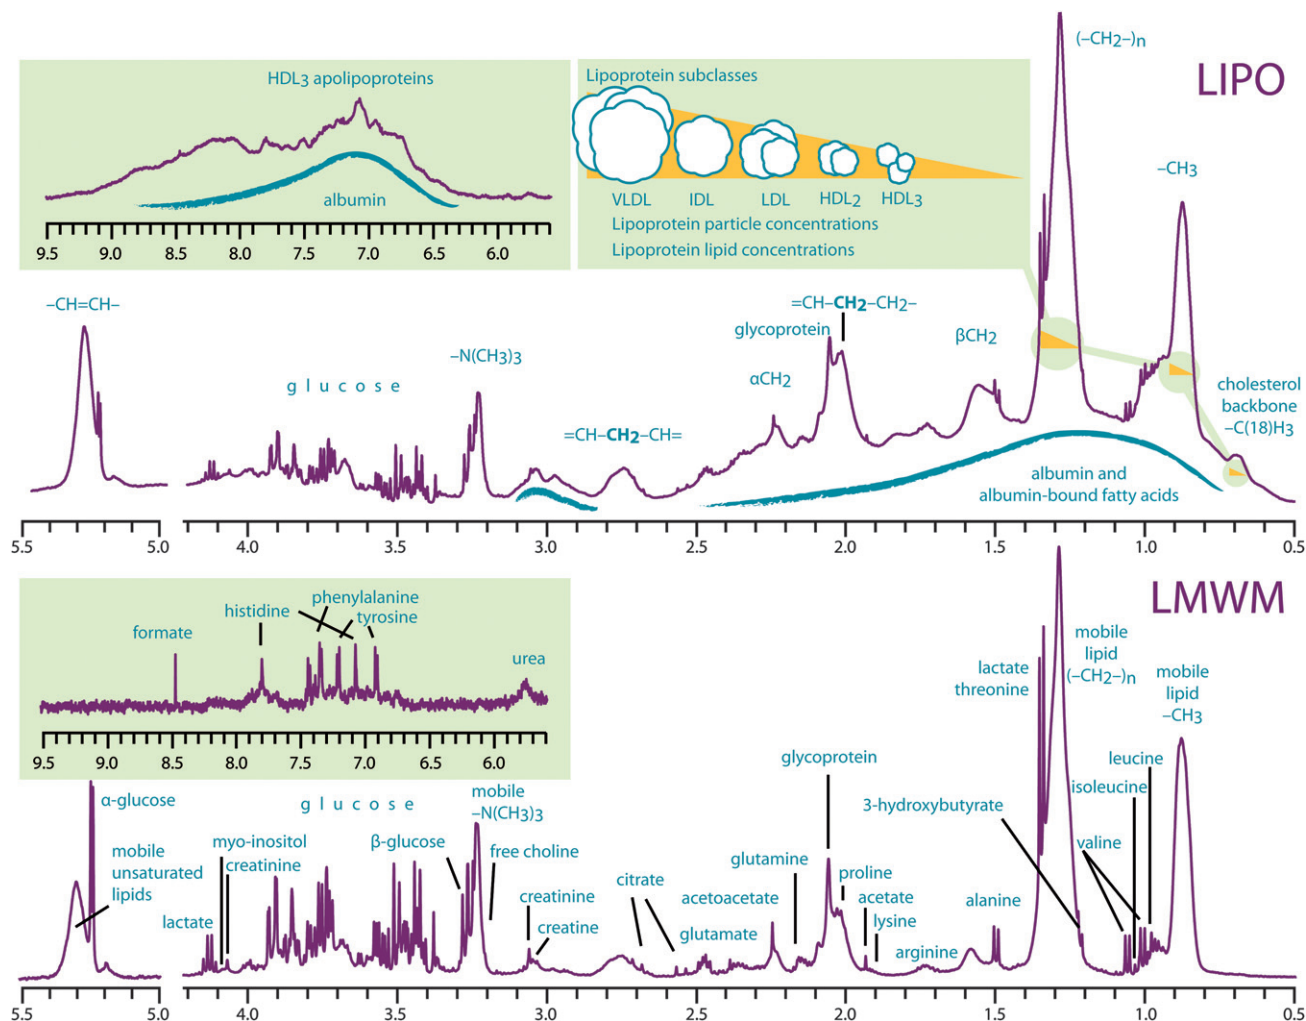 LIPO
HDL3 apolipoproteins
albumin
9.5 9.0 8.5 8.0 7.5 7.0 6.5 6.0
Lipoprotein subclasses
VLDL IDL LDL HDL2 HDL3
Lipoprotein particle concentrations
Lipoprotein lipid concentrations
(–CH2–)n
–CH3
–CH=CH–
glucose
–N(CH3)3
=CH–CH2–CH=
=CH–CH2–CH2–
glycoprotein
αCH2
βCH2
cholesterol
backbone
–C(18)H3
albumin and
albumin-bound fatty acids
5.5 5.0 4.0 3.5 3.0 2.5 2.0 1.5 1.0 0.5
LMWM
formate
histidine
phenylalanine
tyrosine
urea
9.5 9.0 8.5 8.0 7.5 7.0 6.5 6.0
α-glucose
mobile
unsaturated
lipids
lactate
myo-inositol
creatinine
glucose
β-glucose
mobile
–N(CH3)3
free choline
creatinine
creatine
citrate
glutamate
acetoacetate
glutamine
glycoprotein
proline
acetate
lysine
arginine
alanine
3-hydroxybutyrate
lactate
threonine
mobile
lipid
(–CH2–)n
mobile
lipid
–CH3
leucine
isoleucine
valine
5.5 5.0 4.0 3.5 3.0 2.5 2.0 1.5 1.0 0.5